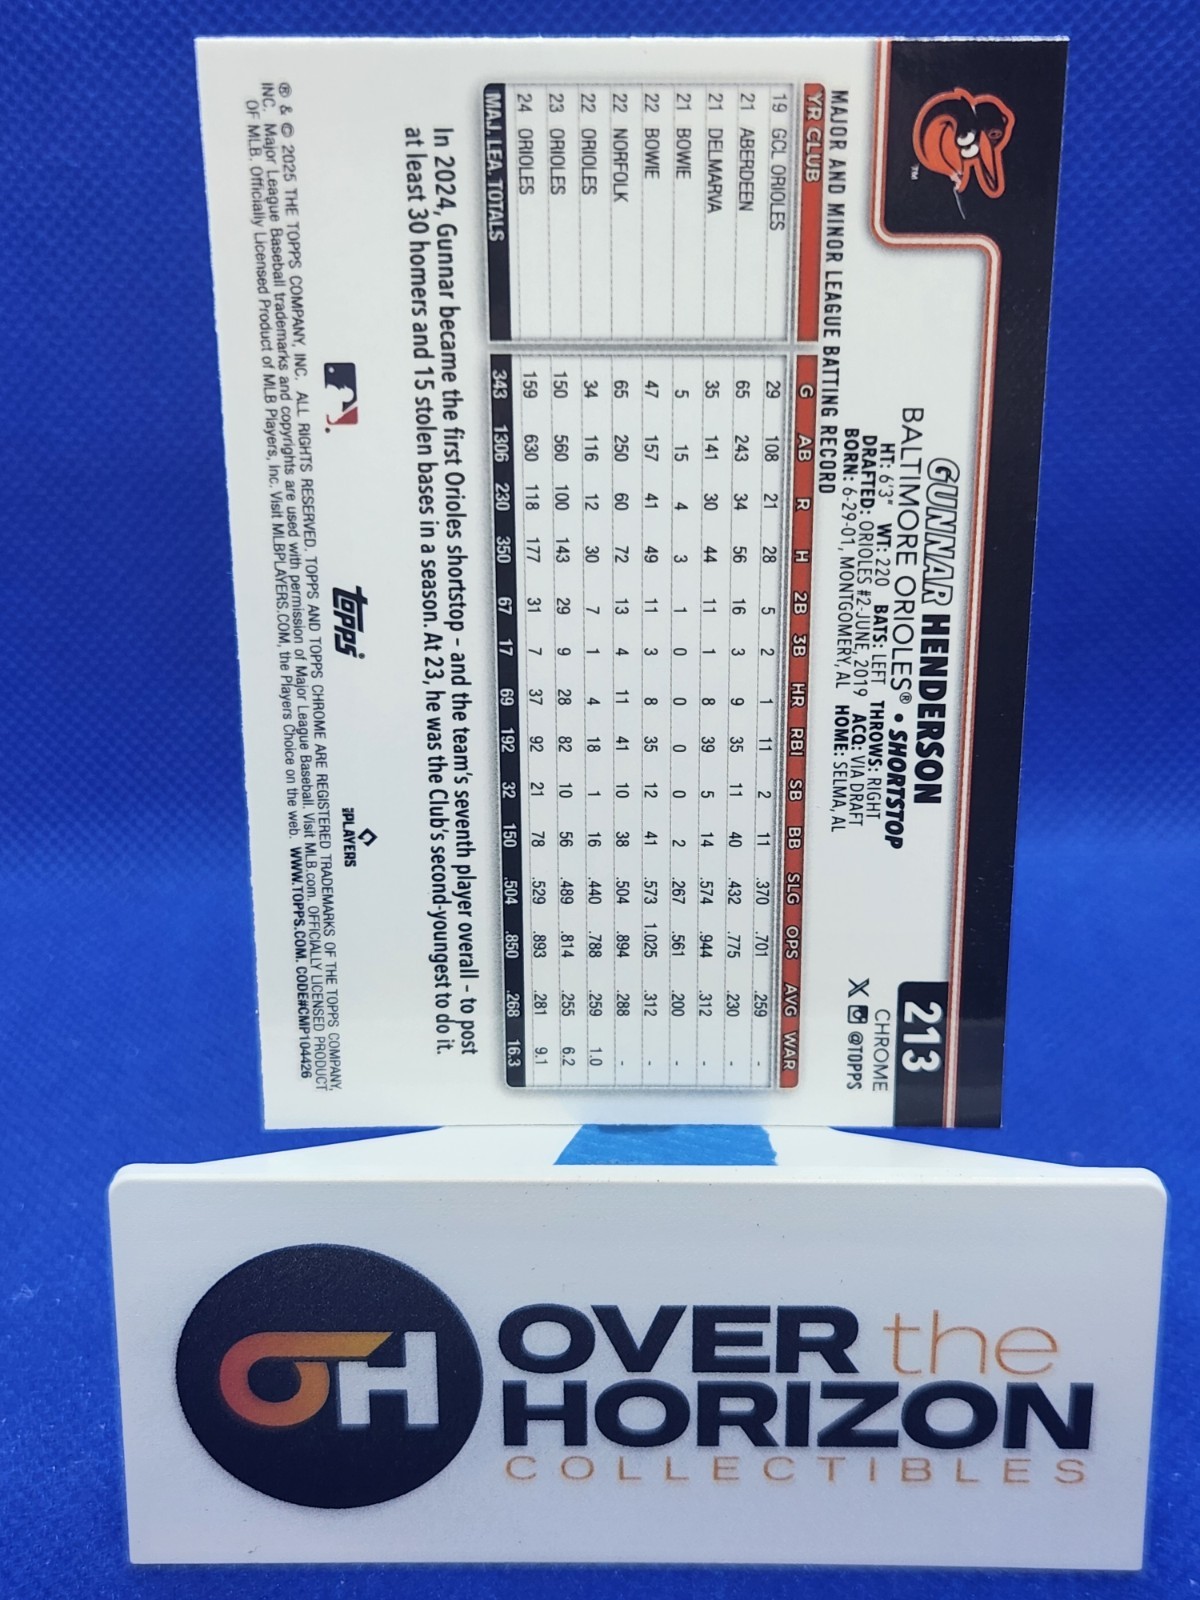 ™
213
GUNNAR HENDERSON
BALTIMORE ORIOLES® • SHORTSTOP
CHROME
HT: 6'3" WT: 220 BATS: LEFT THROWS: RIGHT
DRAFTED: ORIOLES #2-JUNE, 2019 ACQ: VIA DRAFT
BORN: 6-29-01, MONTGOMERY, AL HOME: SELMA, AL
X @TOPPS
MAJOR AND MINOR LEAGUE BATTING RECORD
YR CLUB G AB R H 2B 3B HR RBI SB BB SLG OPS AVG WAR
19 GCL ORIOLES 29 108 21 28 5 2 1 11 2 11 .370 .701 .259 -
21 ABERDEEN 65 243 34 56 16 3 9 35 11 40 .432 .775 .230 -
21 DELMARVA 35 141 30 44 11 1 8 39 5 14 .574 .944 .312 -
21 BOWIE 5 15 4 3 1 0 0 0 0 2 .267 .561 .200 -
22 BOWIE 47 157 41 49 11 3 8 35 12 41 .573 1.025 .312 -
22 NORFOLK 65 250 60 72 13 4 11 41 10 38 .504 .894 .288 -
22 ORIOLES 34 116 12 30 7 1 4 18 1 16 .440 .788 .259 1.0
23 ORIOLES 150 560 100 143 29 9 28 82 10 56 .489 .814 .255 6.2
24 ORIOLES 159 630 118 177 31 7 37 92 21 78 .529 .893 .281 9.1
MAJ. LEA. TOTALS 343 1306 230 350 67 17 69 192 32 150 .504 .850 .268 16.3
In 2024, Gunnar became the first Orioles shortstop – and the team's seventh player overall – to post
at least 30 homers and 15 stolen bases in a season. At 23, he was the Club's second-youngest to do it.
topps®
PLAYERS
® & © 2025 THE TOPPS COMPANY, INC. ALL RIGHTS RESERVED. TOPPS AND TOPPS CHROME ARE REGISTERED TRADEMARKS OF THE TOPPS COMPANY,
INC. Major League Baseball trademarks and copyrights are used with permission of Major League Baseball. Visit MLB.com. OFFICIALLY LICENSED PRODUCT
OF MLB. Officially Licensed Product of MLB Players, Inc. Visit MLBPLAYERS.COM, the Players Choice on the web. WWW.TOPPS.COM. CODE#CMP104426
OH
OVER the
HORIZON
COLLECTIBLES